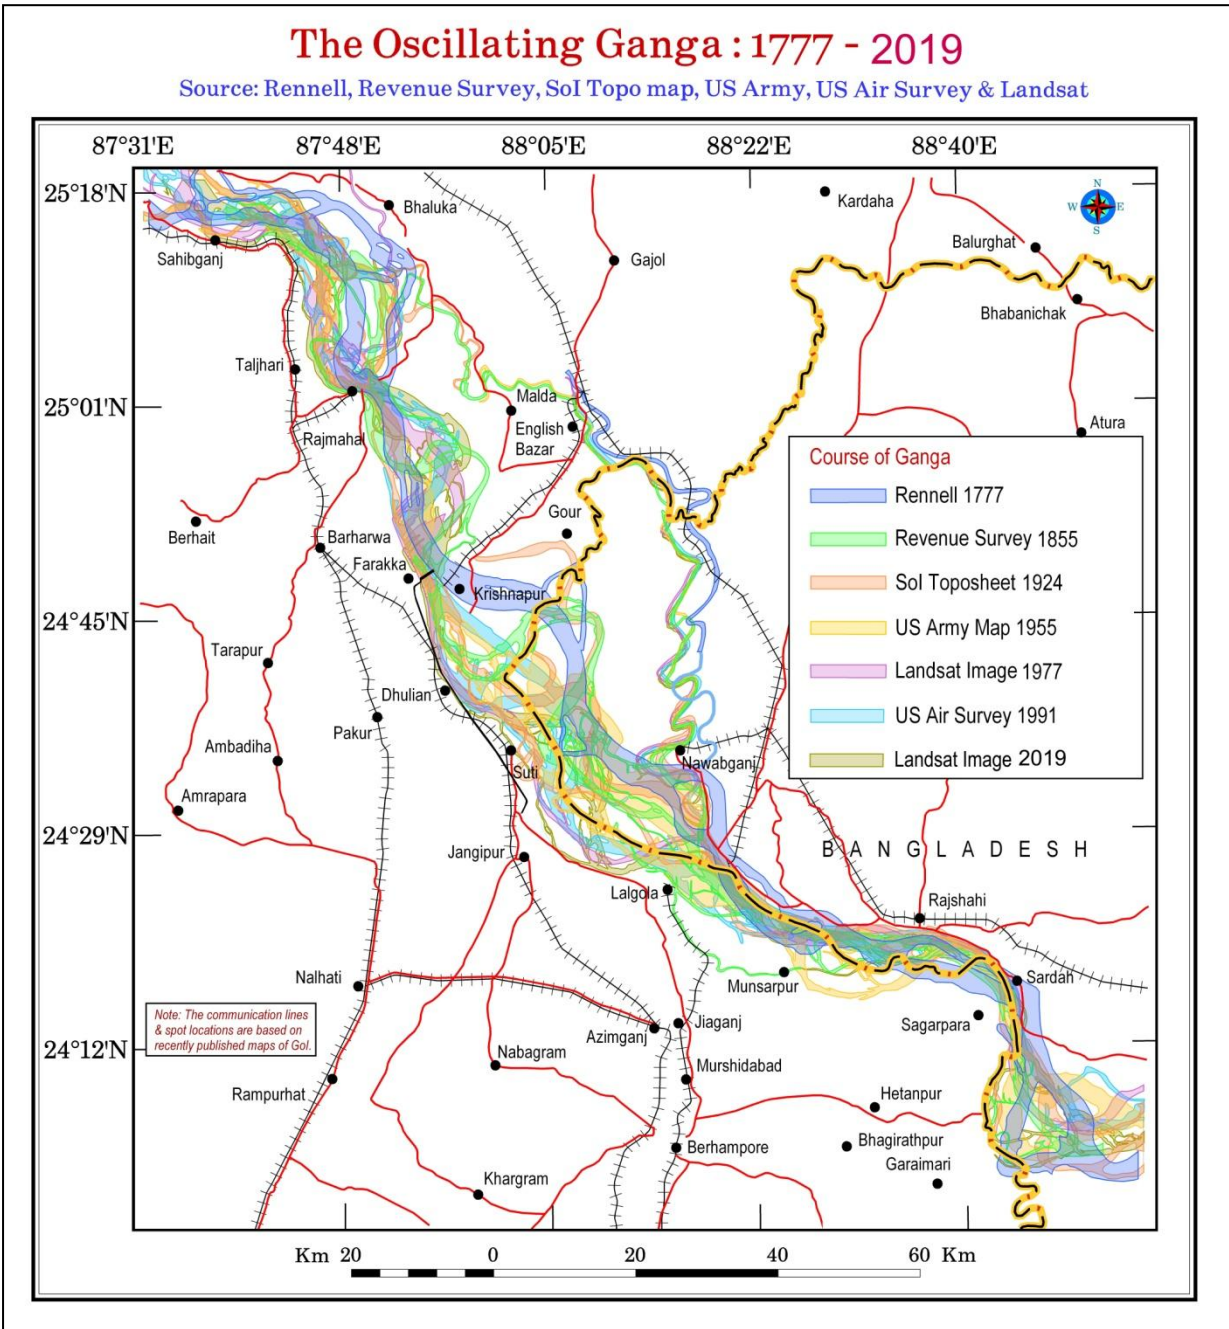 The Oscillating Ganga : 1777 - 2019
Source: Rennell, Revenue Survey, SoI Topo map, US Army, US Air Survey & Landsat
87°31'E 87°48'E 88°05'E 88°22'E 88°40'E
25°18'N
25°01'N
24°45'N
24°29'N
24°12'N
N
W E
S
Kardaha
Bhaluka
Balurghat
Sahibganj
Gajol
Bhabanichak
Taljhari
Malda
Atura
English
Bazar
Rajmahal
Course of Ganga
Rennell 1777
Revenue Survey 1855
SoI Toposheet 1924
US Army Map 1955
Landsat Image 1977
US Air Survey 1991
Landsat Image 2019
Gour
Berhait
Barharwa
Farakka
Krishnapur
Tarapur
Dhulian
Pakur
Ambadiha
Suti
Nawabganj
Amrapara
Jangipur
BANGLADESH
Lalgola
Rajshahi
Nalhati
Munsarpur
Sardah
Sagarpara
Note: The communication lines
& spot locations are based on
recently published maps of GoI.
Azimganj
Jiaganj
Nabagram
Murshidabad
Rampurhat
Hetanpur
Berhampore
Bhagirathpur
Garaimari
Khargram
Km 20 0 20 40 60 Km